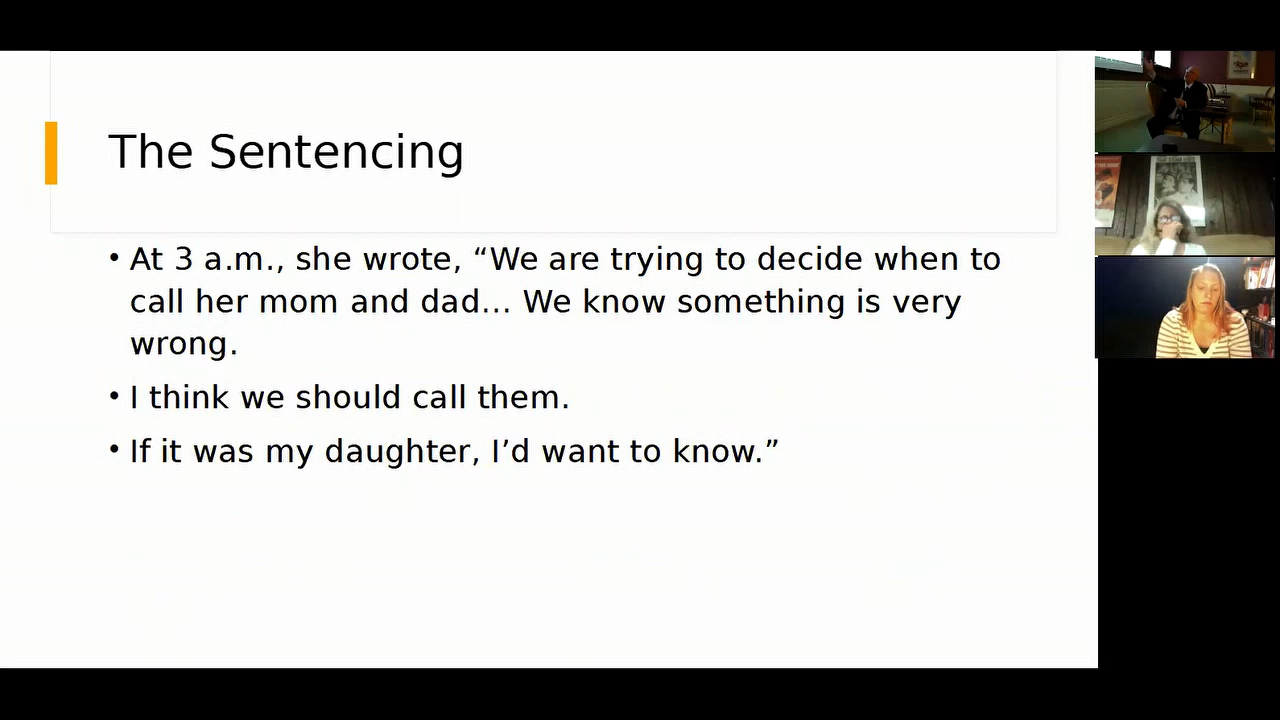 The Sentencing
• At 3 a.m., she wrote, “We are trying to decide when to
call her mom and dad... We know something is very
wrong.
• I think we should call them.
• If it was my daughter, I’d want to know.”